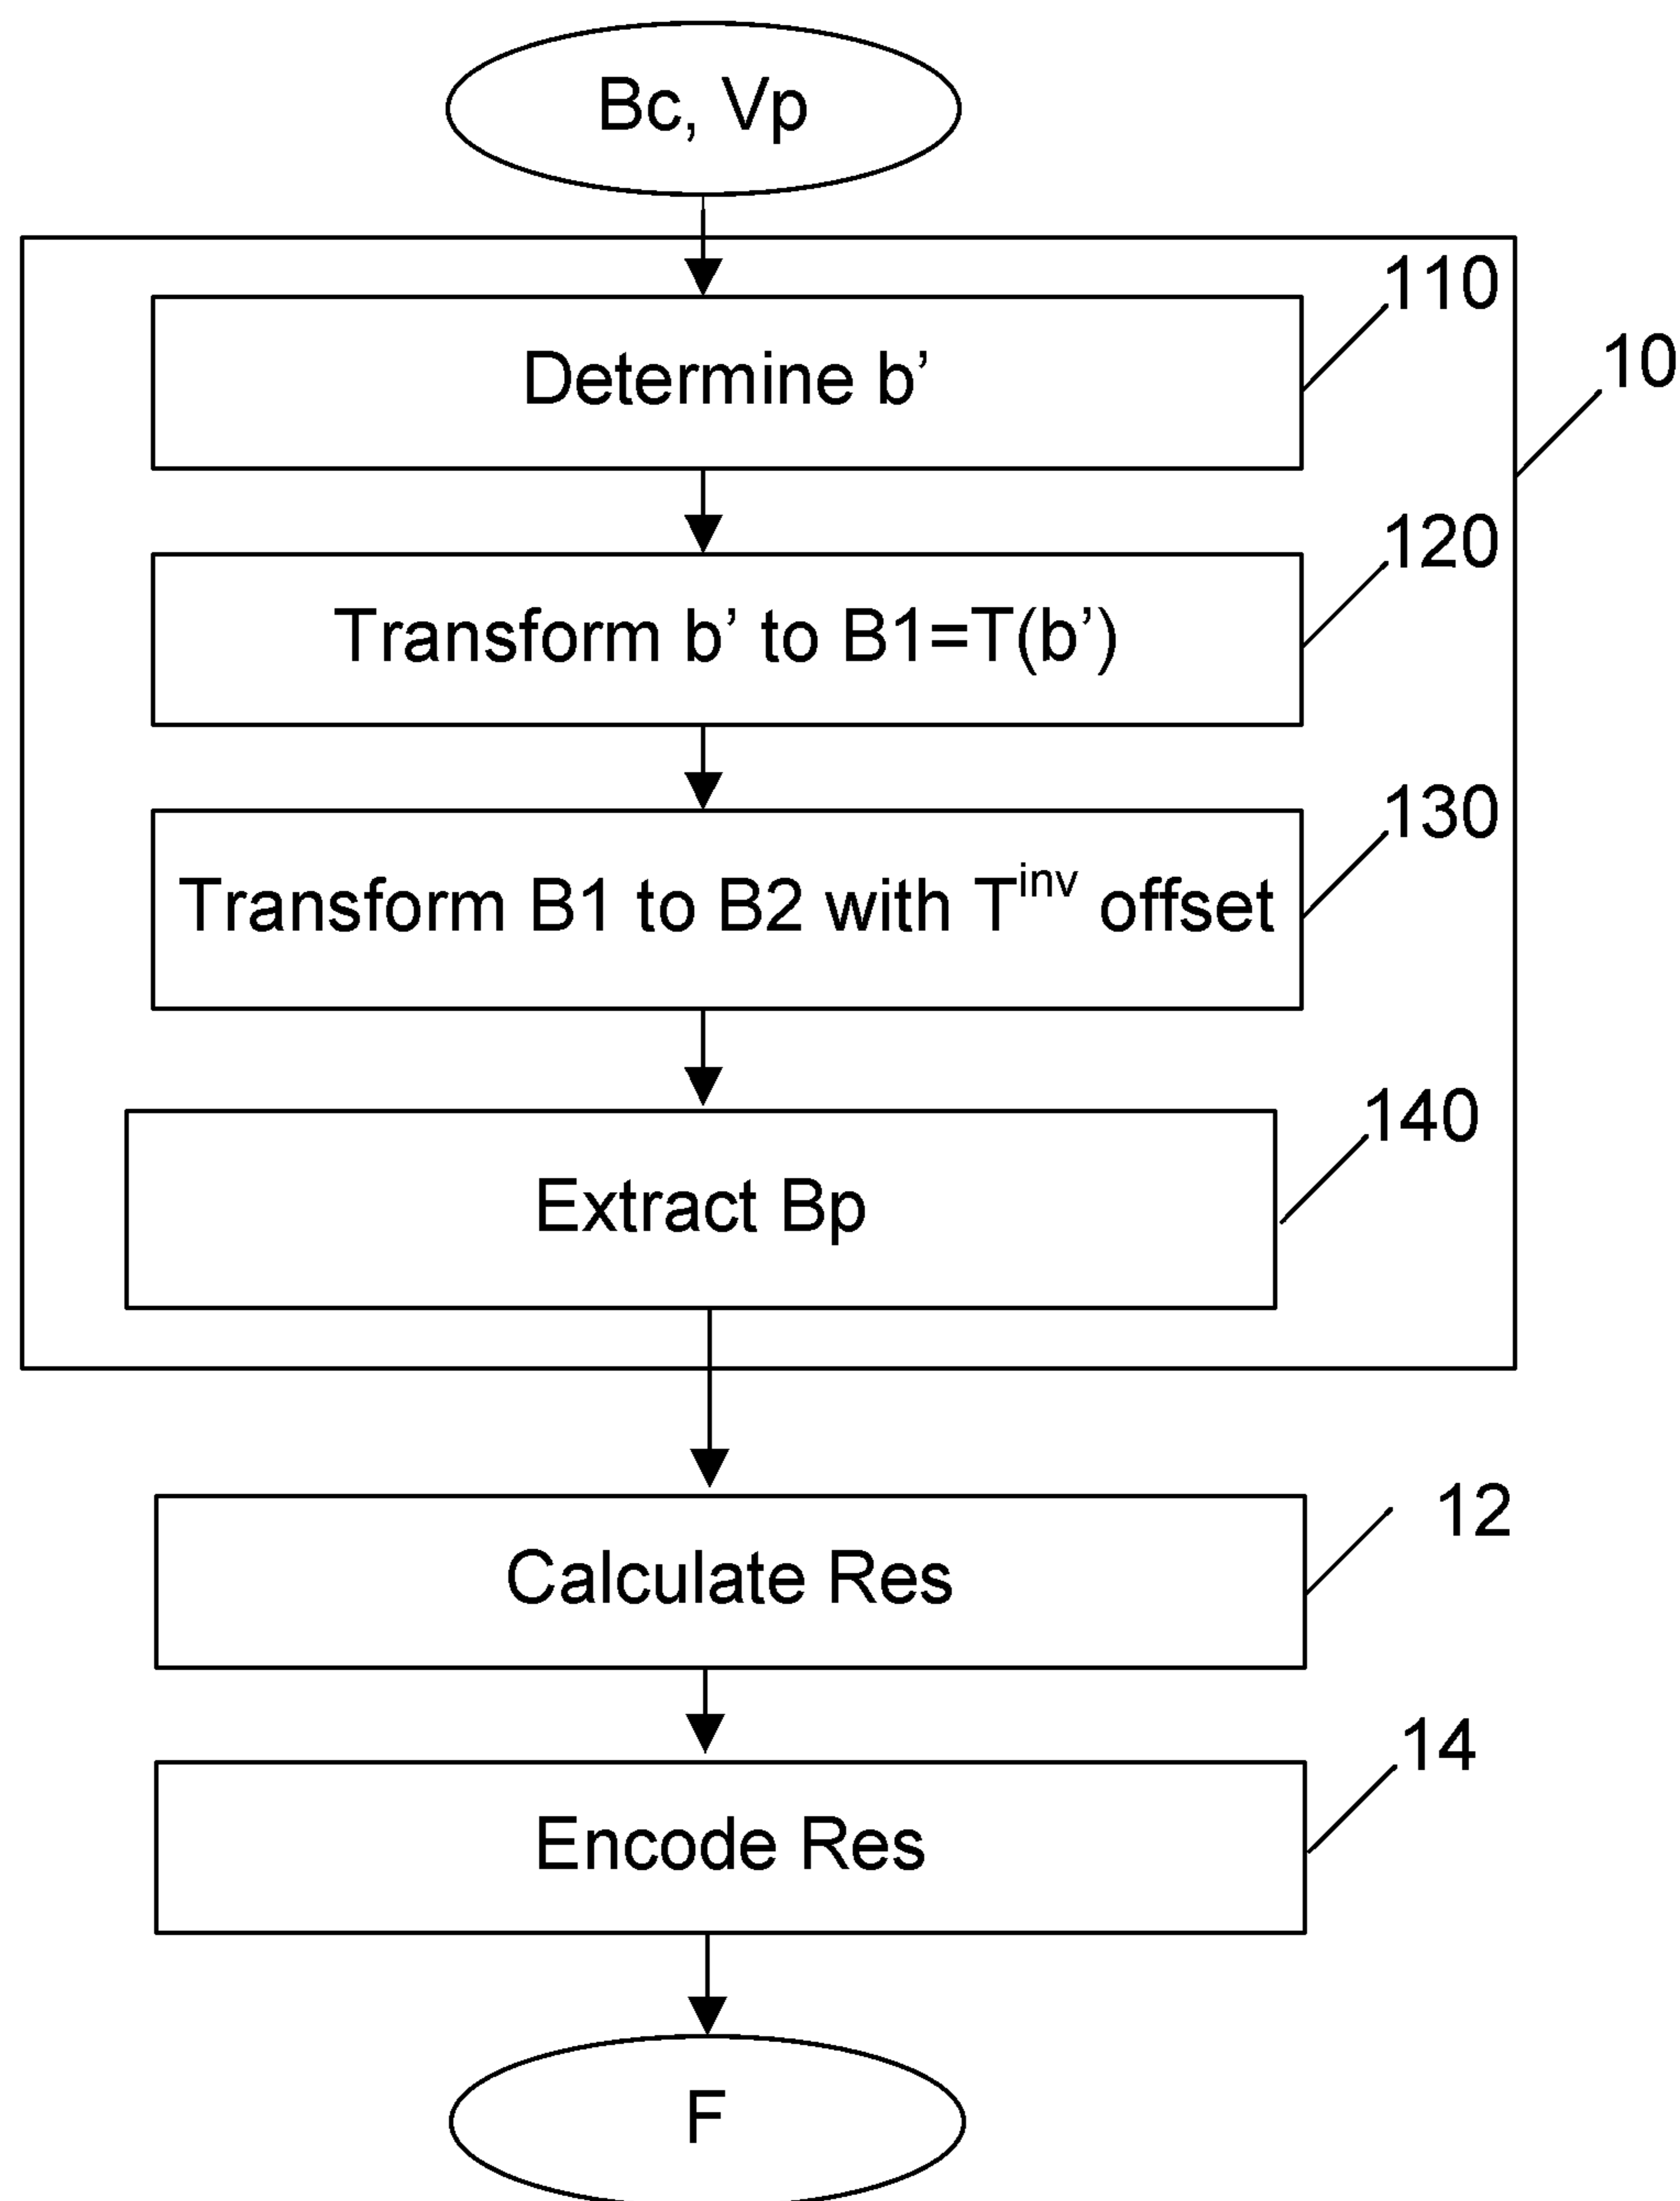 Bc, Vp
110
10
Determine b’
120
Transform b’ to B1=T(b’)
130
Transform B1 to B2 with Tinv offset
140
Extract Bp
12
Calculate Res
14
Encode Res
F